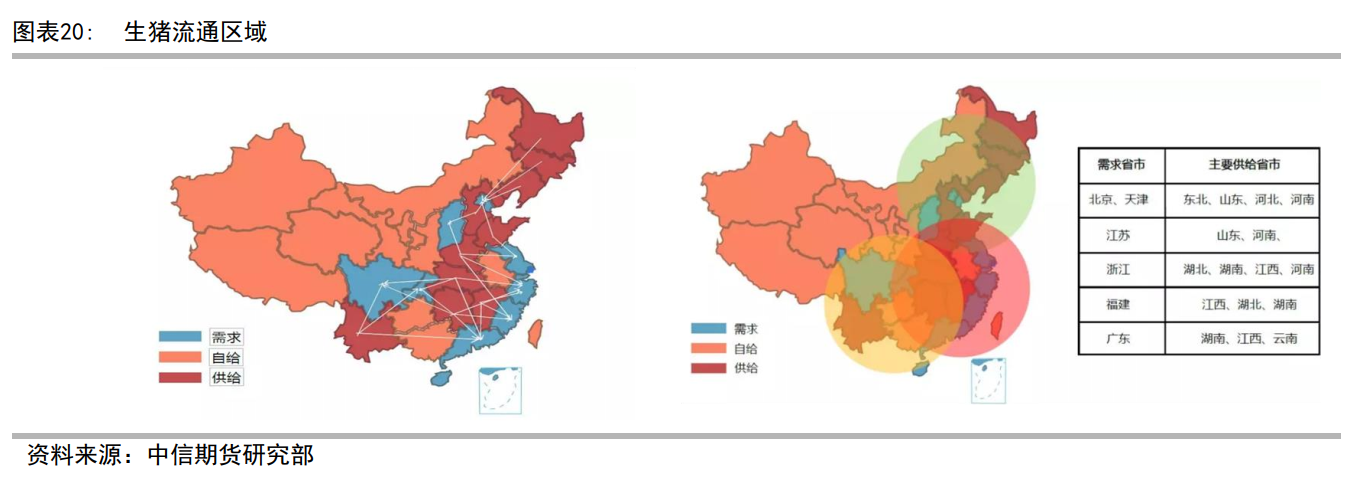 图表20： 生猪流通区域
需求
自给
供给
需求
自给
供给
需求省市 主要供给省市
北京、天津 东北、山东、河北、河南
江苏 山东、河南、
浙江 湖北、湖南、江西、河南
福建 江西、湖北、湖南
广东 湖南、江西、云南
资料来源：中信期货研究部